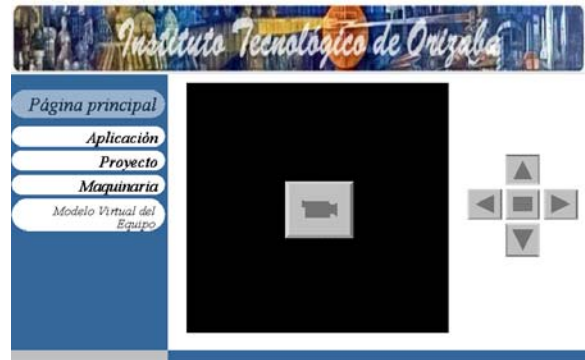 Instituto Tecnológico de Orizaba
Página principal
Aplicación
Proyecto
Maquinaria
Modelo Virtual del
Equipo